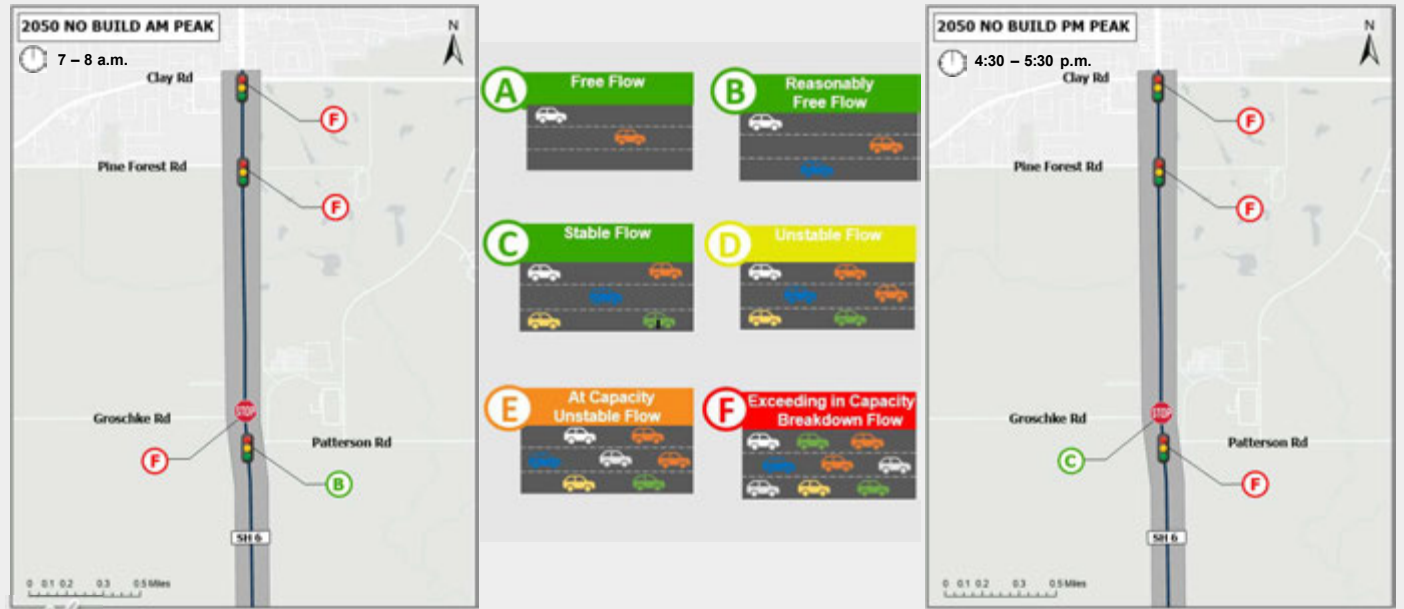 2050 NO BUILD AM PEAK
N
7 – 8 a.m.
Clay Rd
F
Pine Forest Rd
F
Groschke Rd
STOP
Patterson Rd
F
B
SH 6
0 0.1 0.2 0.3 0.5 Miles
A
Free Flow
B
Reasonably
Free Flow
C
Stable Flow
D
Unstable Flow
E
At Capacity
Unstable Flow
F
Exceeding in Capacity
Breakdown Flow
2050 NO BUILD PM PEAK
N
4:30 – 5:30 p.m.
Clay Rd
F
Pine Forest Rd
F
Groschke Rd
STOP
Patterson Rd
C
F
SH 6
0 0.1 0.2 0.3 0.5 Miles